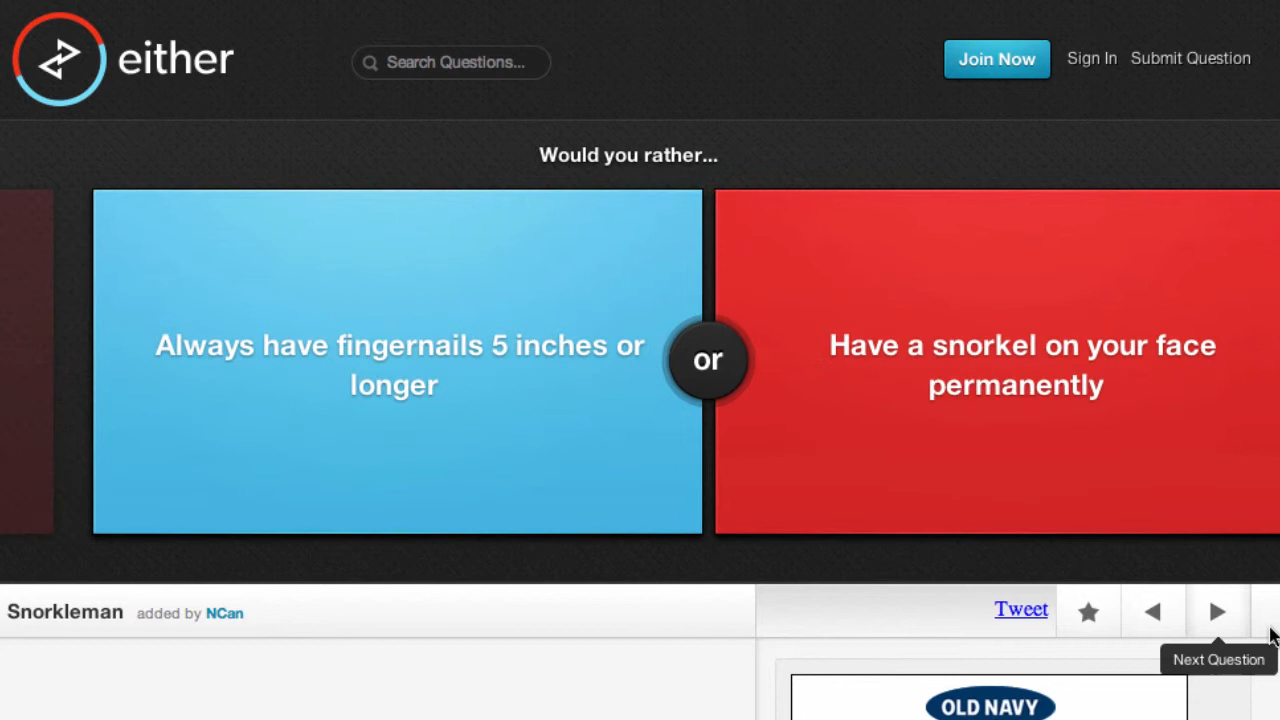 either
Search Questions...
Join Now
Sign In
Submit Question
Would you rather...
Always have fingernails 5 inches or
longer
or
Have a snorkel on your face
permanently
Snorkleman added by NCan
Tweet
Next Question
OLD NAVY